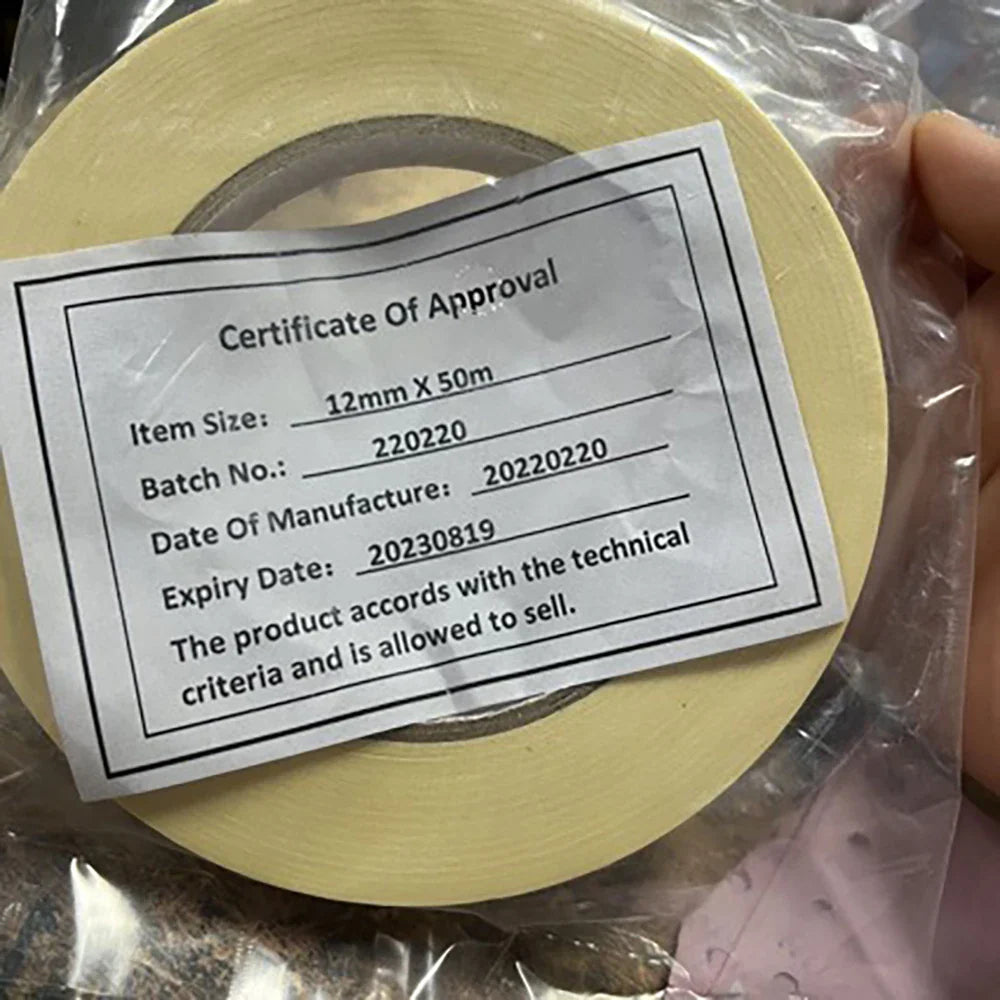 Certificate Of Approval
Item Size: 12mm X 50m
Batch No.: 220220
Date Of Manufacture: 20220220
Expiry Date: 20230819
The product accords with the technical
criteria and is allowed to sell.